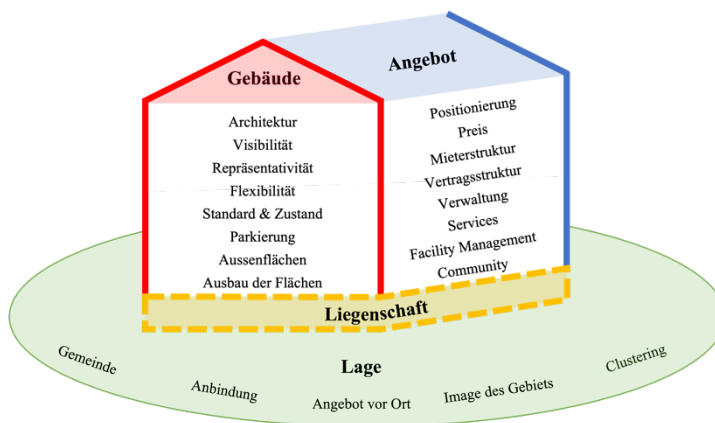 Gebäude
Angebot
Architektur
Visibilität
Repräsentativität
Flexibilität
Standard & Zustand
Parkierung
Aussenflächen
Ausbau der Flächen
Positionierung
Preis
Mieterstruktur
Vertragsstruktur
Verwaltung
Services
Facility Management
Community
Liegenschaft
Lage
Gemeinde
Anbindung
Angebot vor Ort
Image des Gebiets
Clustering